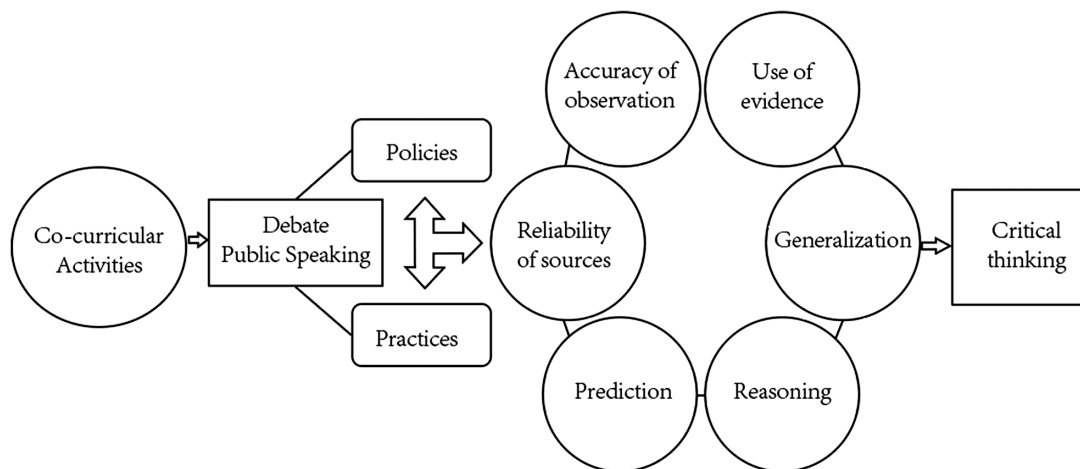 Co-curricular
Activities
Debate
Public Speaking
Policies
Practices
Reliability
of sources
Accuracy of
observation
Use of
evidence
Generalization
Reasoning
Prediction
Critical
thinking